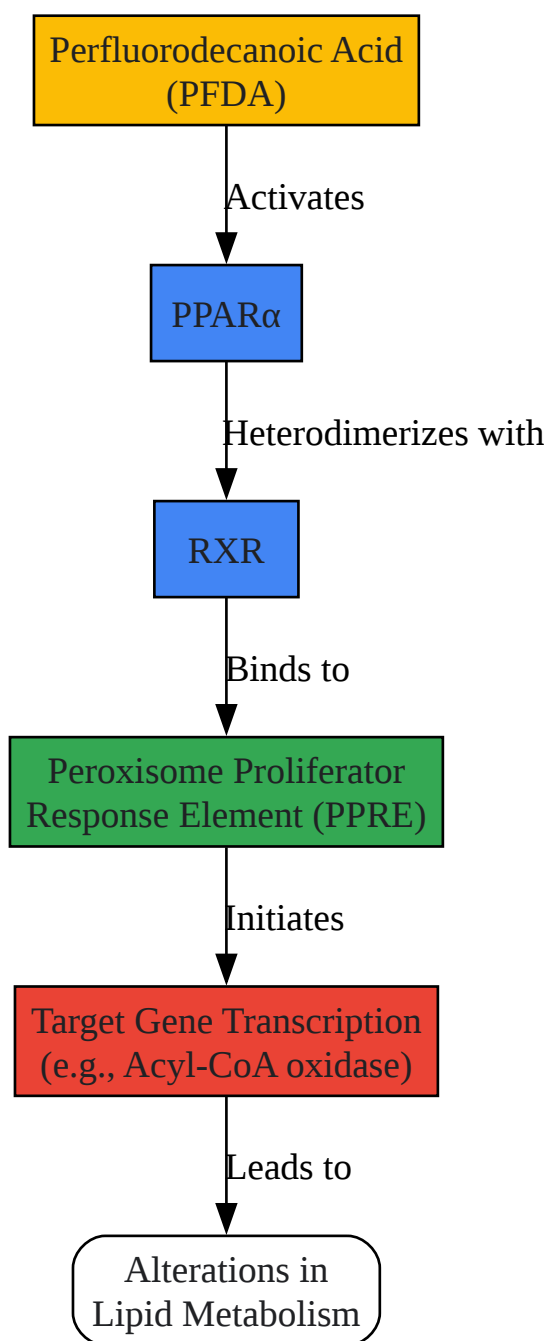 Perfluorodecanoic Acid
(PFDA)
Activates
PPARα
Heterodimerizes with
RXR
Binds to
Peroxisome Proliferator
Response Element (PPRE)
Initiates
Target Gene Transcription
(e.g., Acyl-CoA oxidase)
Leads to
Alterations in
Lipid Metabolism